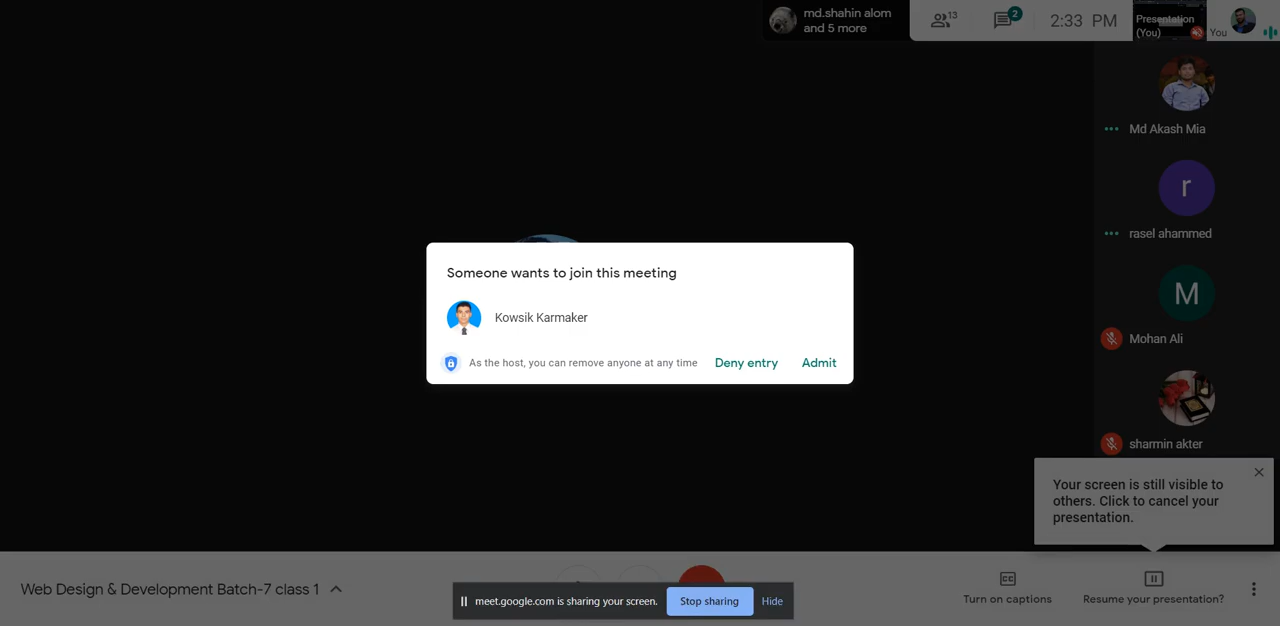 md.shahin alom
and 5 more
13
2
2:33 PM
Presentation
(You)
You
Md Akash Mia
r
rasel ahammed
M
Mohan Ali
sharmin akter
Someone wants to join this meeting
Kowsik Karmaker
As the host, you can remove anyone at any time
Deny entry
Admit
Your screen is still visible to
others. Click to cancel your
presentation.
Web Design & Development Batch-7 class 1
meet.google.com is sharing your screen.
Stop sharing
Hide
CC
Turn on captions
Resume your presentation?